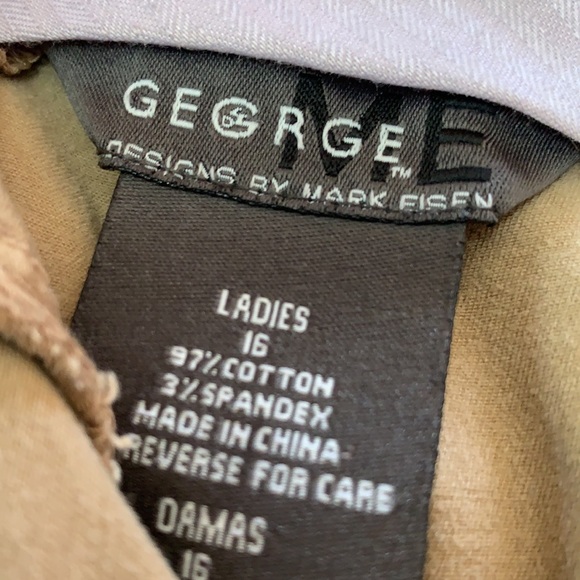 GEORGE ME
DESIGNS BY MARK EISEN
LADIES
16
97% COTTON
3% SPANDEX
MADE IN CHINA
REVERSE FOR CARE
DAMAS
16